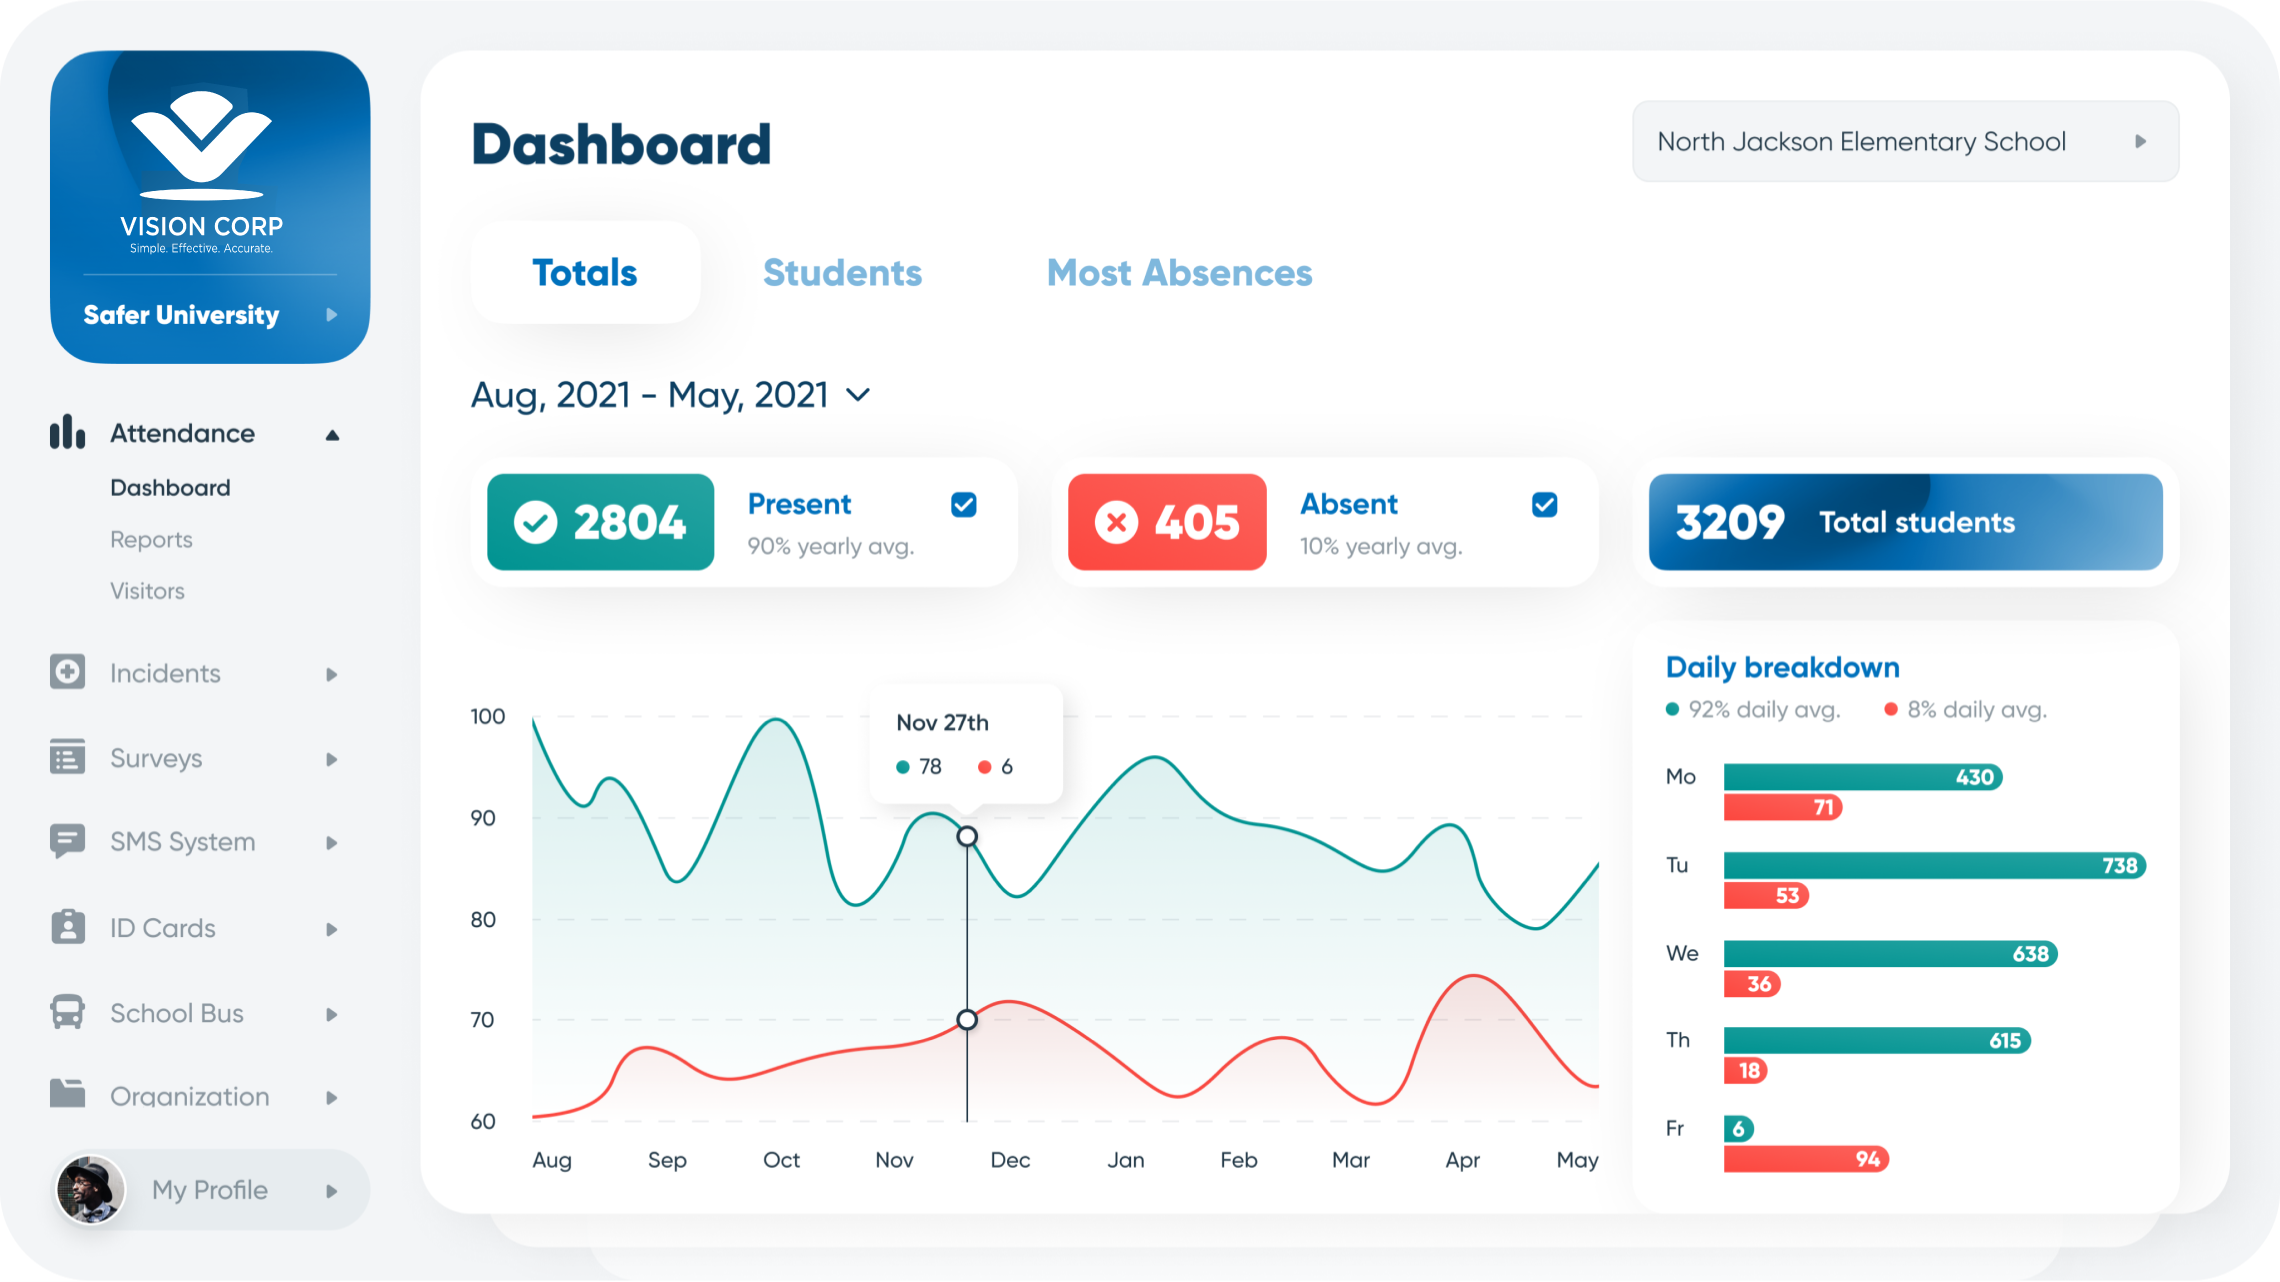 VISION CORP
Simple. Effective. Accurate.
Safer University
Attendance
Dashboard
Reports
Visitors
Incidents
Surveys
SMS System
ID Cards
School Bus
Organization
My Profile
Dashboard
North Jackson Elementary School
Totals
Students
Most Absences
Aug, 2021 - May, 2021
2804
Present
90% yearly avg.
405
Absent
10% yearly avg.
3209 Total students
100
90
80
70
60
Nov 27th
78 6
Aug Sep Oct Nov Dec Jan Feb Mar Apr May
Daily breakdown
92% daily avg. 8% daily avg.
Mo 430
71
Tu 738
53
We 638
36
Th 615
18
Fr 6
94